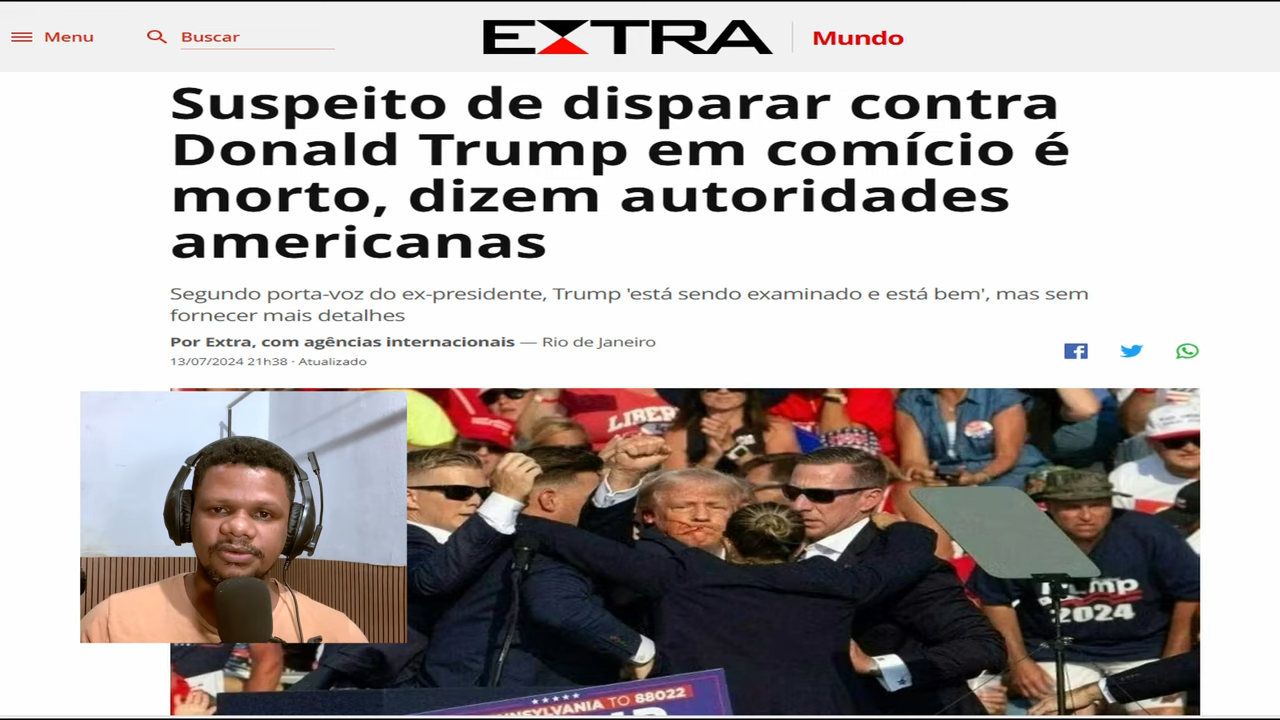 Menu
Buscar
EXTRA
Mundo
Suspeito de disparar contra
Donald Trump em comício é
morto, dizem autoridades
americanas
Segundo porta-voz do ex-presidente, Trump 'está sendo examinado e está bem', mas sem
fornecer mais detalhes
Por Extra, com agências internacionais — Rio de Janeiro
13/07/2024 21h38 · Atualizado
LIBER
2024
TO 88022